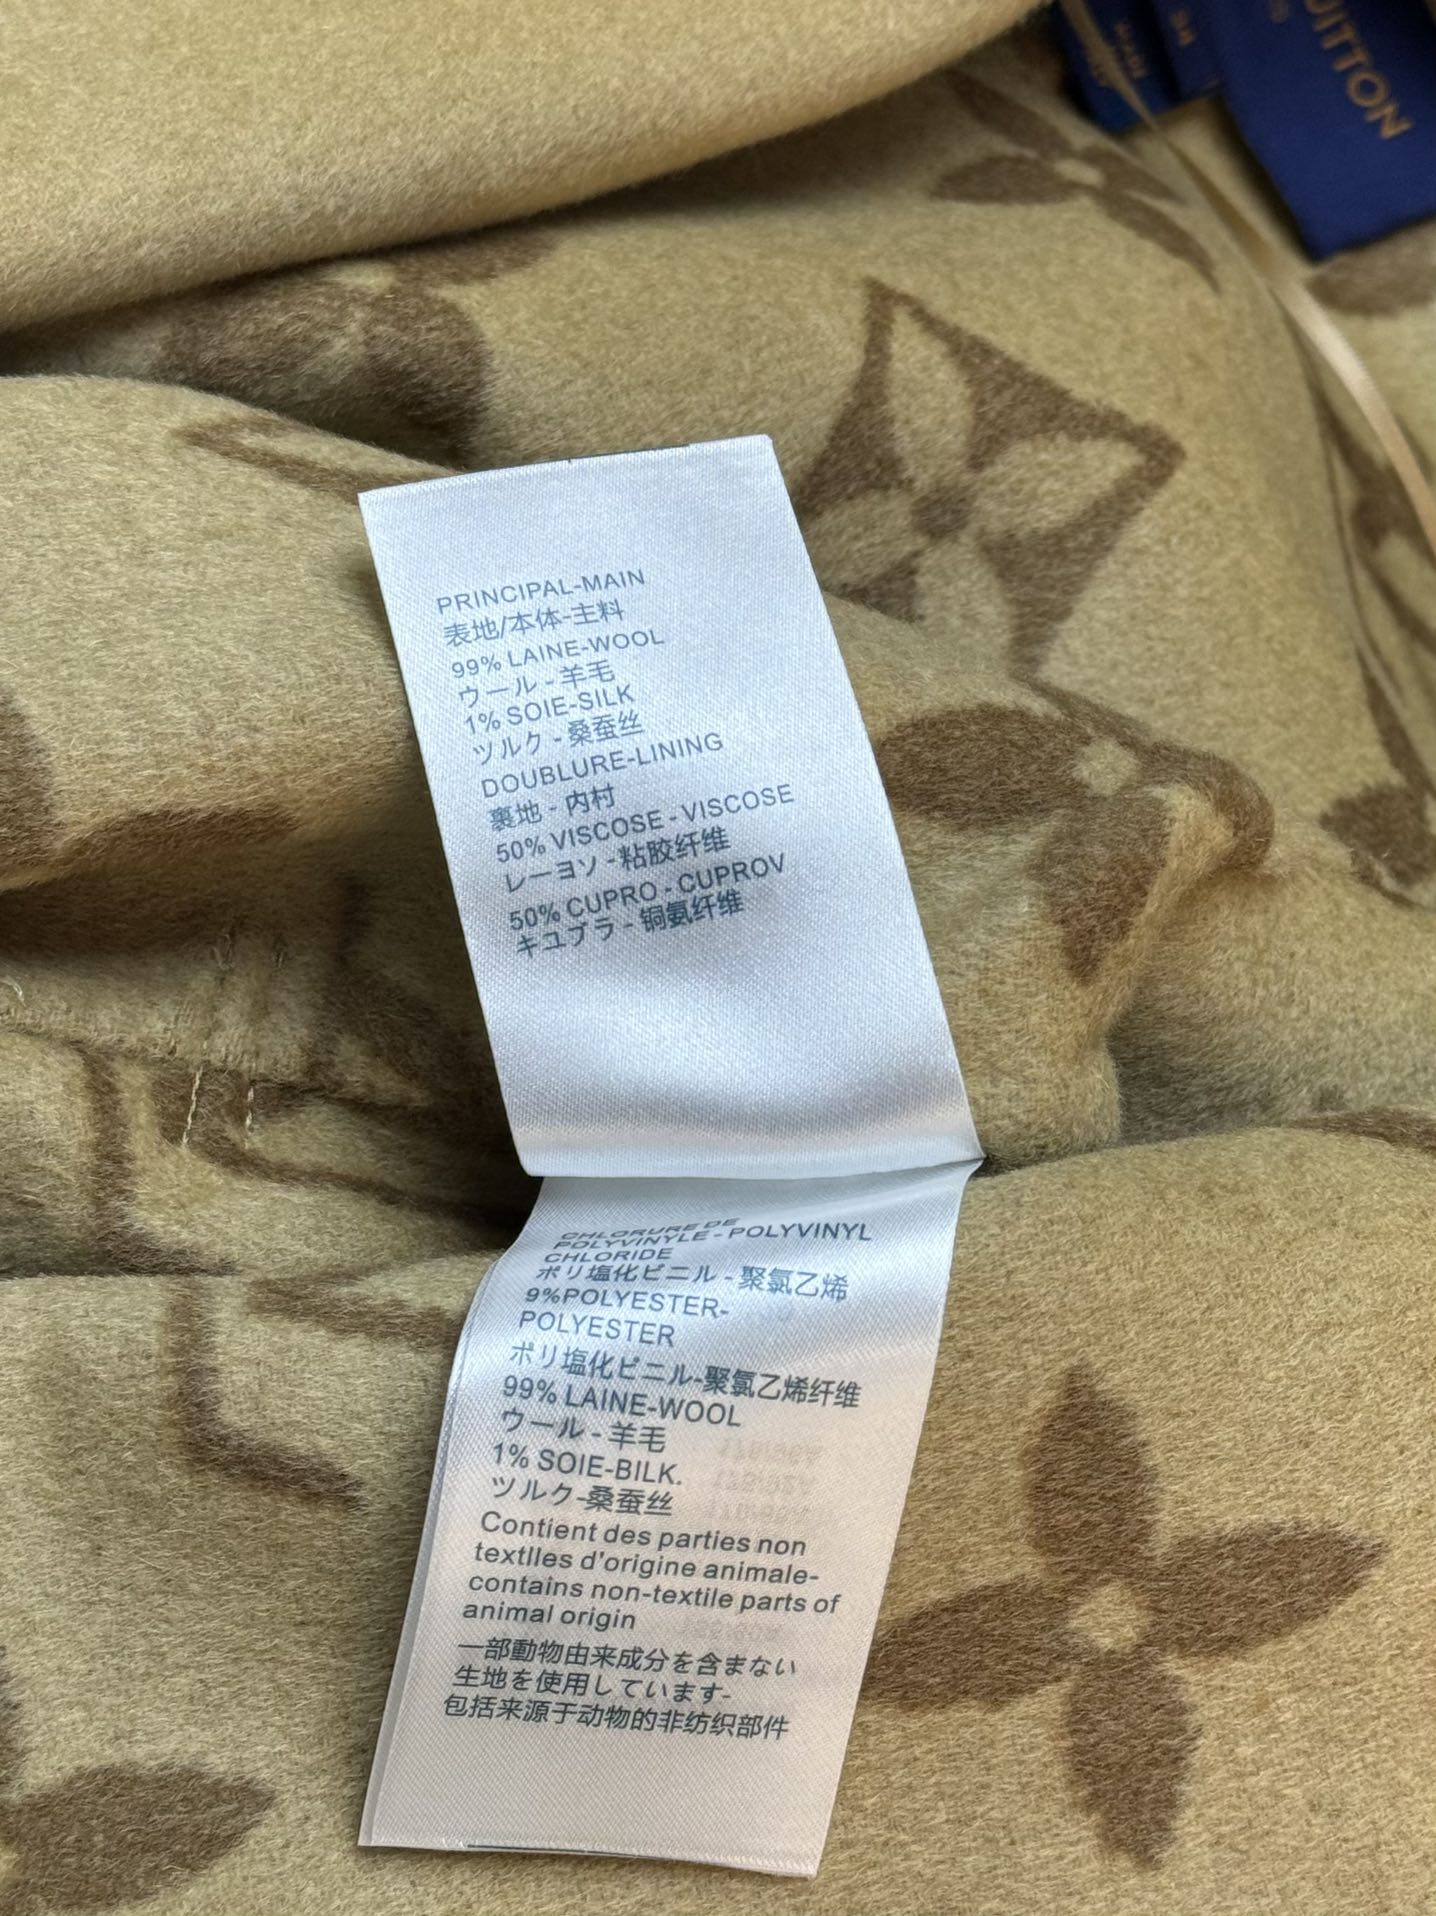 UITTON
34
PRINCIPAL-MAIN
表地/本体-主料
99% LAINE-WOOL
ウール - 羊毛
1% SOIE-SILK
ツルク - 桑蚕丝
DOUBLURE-LINING
裏地 - 内村
50% VISCOSE - VISCOSE
レーヨソ - 粘胶纤维
50% CUPRO - CUPROV
キユブラ - 铜氨纤维
CHLORURE DE
POLYVINYLE - POLYVINYL
CHLORIDE
ポリ塩化ビニル - 聚氯乙烯
9%POLYESTER-
POLYESTER
ポリ塩化ビニル-聚氯乙烯纤维
99% LAINE-WOOL
ウール - 羊毛
1% SOIE-BILK.
ツルク-桑蚕丝
Contient des parties non
textlles d'origine animale-
contains non-textile parts of
animal origin
一部動物由来成分を含まない
生地を使用しています-
包括来源于动物的非纺织部件